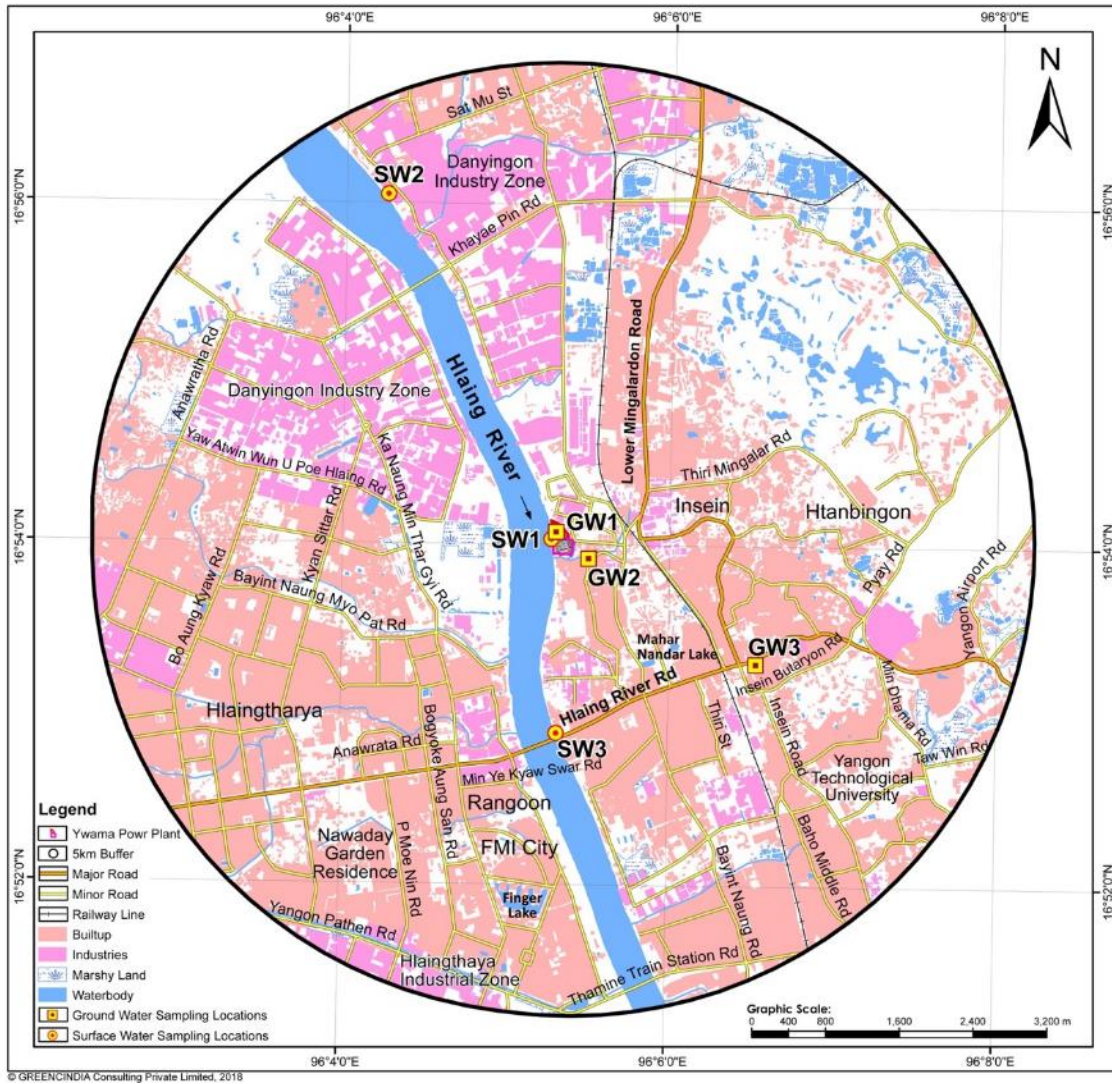 96°4'0"E
96°6'0"E
96°8'0"E
N
16°56'0"N
16°56'0"N
Sat Mu St
Danyingon
Industry Zone
SW2
Khayae Pin Rd
Anawratha Rd
Hlaing River
Lower Mingalardon Road
Danyingon Industry Zone
Yaw Atwin Wun U Poe Hlaing Rd
Ka Naung Min Thar Gyi Rd
Thiri Mingalar Rd
Insein
Htanbingon
16°54'0"N
16°54'0"N
SW1
GW1
GW2
Kyan Sittar Rd
Bo Aung Kyaw Rd
Bayint Naung Myo Pat Rd
Pyay Rd
Yangon Airport Rd
Mahar
Nandar Lake
GW3
Hlaing River Rd
Insein Butaryon Rd
Min Dhama Rd
Hlaingtharya
SW3
Thiri St
Insein Road
Anawrata Rd
Bogyoke Aung San Rd
Min Ye Kyaw Swar Rd
Taw Win Rd
Yangon
Technological
University
Rangoon
Nawaday
Garden
Residence
P Moe Nin Rd
FMI City
Baho Middle Rd
Bayint Naung Rd
16°52'0"N
16°52'0"N
Finger
Lake
Yangon Pathen Rd
Hlaingthaya
Industrial Zone
Thamine Train Station Rd
Legend
Ywama Powr Plant
5km Buffer
Major Road
Minor Road
Railway Line
Builtup
Industries
Marshy Land
Waterbody
Ground Water Sampling Locations
Surface Water Sampling Locations
Graphic Scale:
0 400 800 1,600 2,400 3,200 m
96°4'0"E
96°6'0"E
96°8'0"E
© GREENCINDIA Consulting Private Limited, 2018